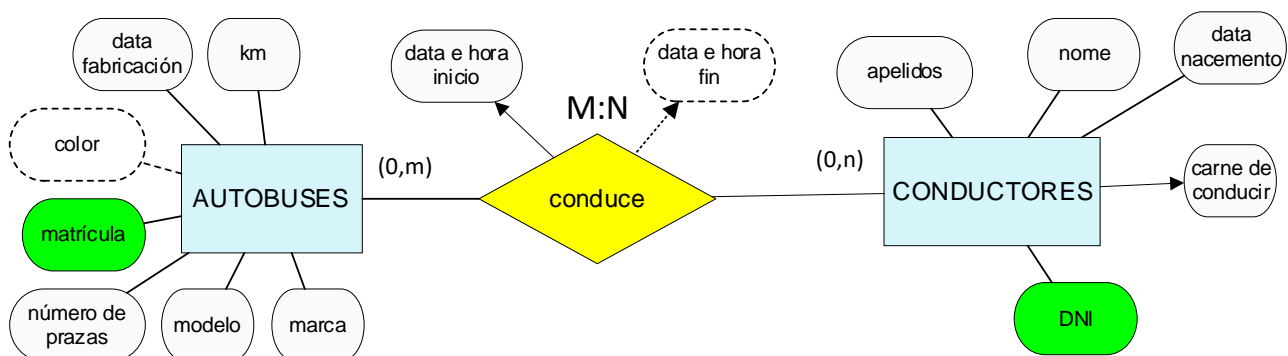 data
fabricación
km
data e hora
inicio
data e hora
fin
apelidos
nome
data
nacemento
color
M:N
(0,m)
(0,n)
AUTOBUSES
conduce
CONDUCTORES
carne de
conducir
matrícula
número de
prazas
modelo
marca
DNI